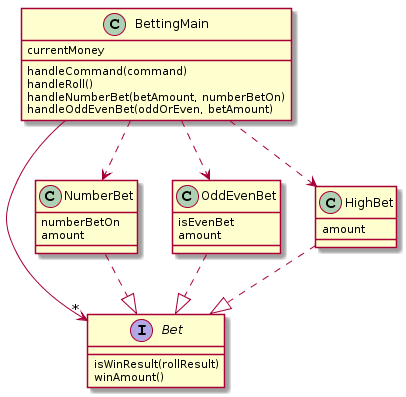 C BettingMain
currentMoney
handleCommand(command)
handleRoll()
handleNumberBet(betAmount, numberBetOn)
handleOddEvenBet(oddOrEven, betAmount)
C NumberBet
numberBetOn
amount
C OddEvenBet
isEvenBet
amount
C HighBet
amount
*
I Bet
isWinResult(rollResult)
winAmount()